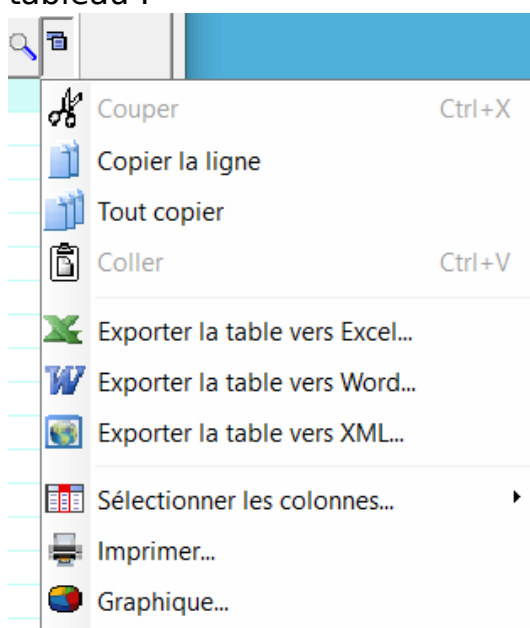 tableau :
Couper Ctrl+X
Copier la ligne
Tout copier
Coller Ctrl+V
Exporter la table vers Excel...
Exporter la table vers Word...
Exporter la table vers XML...
Sélectionner les colonnes...
Imprimer...
Graphique...